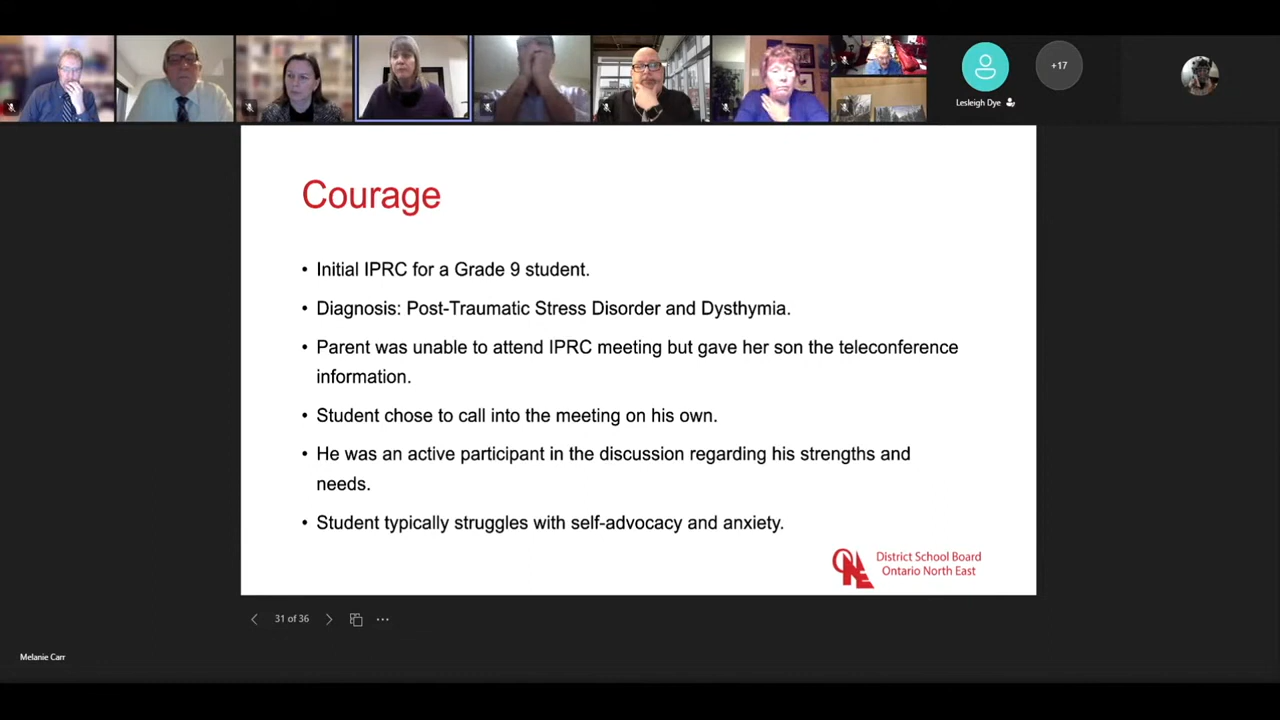 Lesleigh Dye
+17
Courage
• Initial IPRC for a Grade 9 student.
• Diagnosis: Post-Traumatic Stress Disorder and Dysthymia.
• Parent was unable to attend IPRC meeting but gave her son the teleconference
information.
• Student chose to call into the meeting on his own.
• He was an active participant in the discussion regarding his strengths and
needs.
• Student typically struggles with self-advocacy and anxiety.
ONE
District School Board
Ontario North East
31 of 36
Melanie Carr